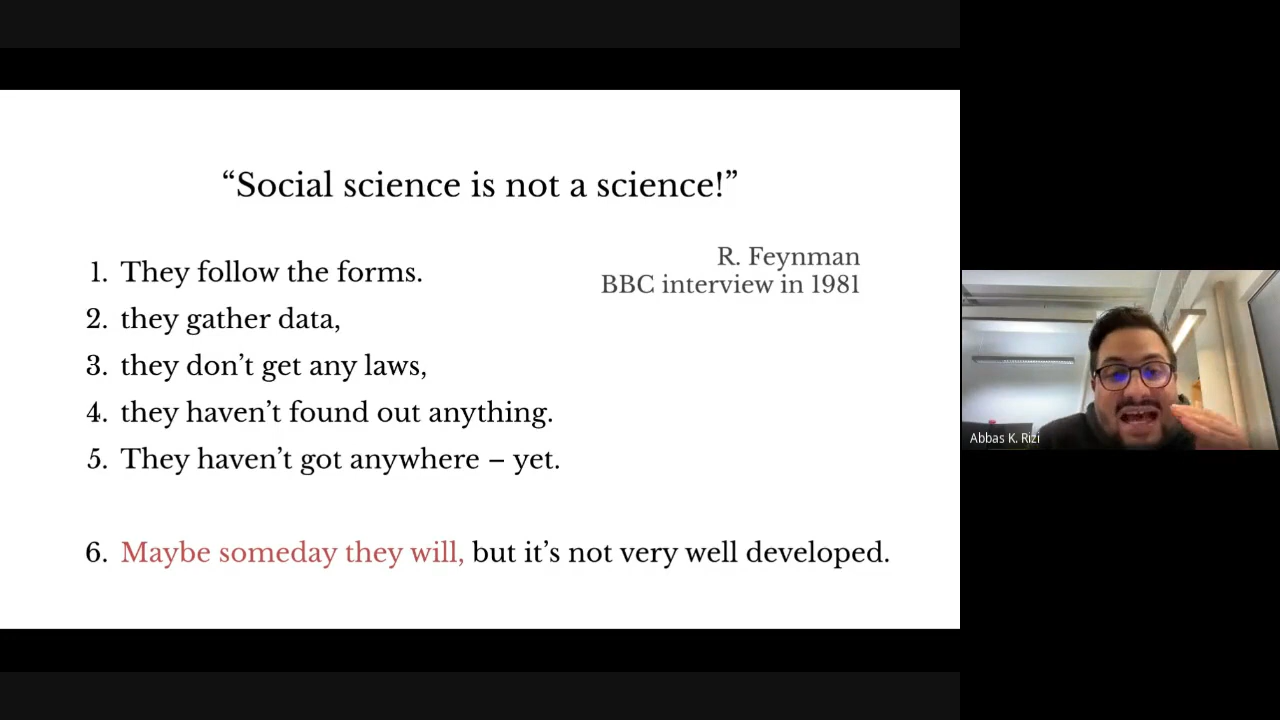 “Social science is not a science!”
R. Feynman
BBC interview in 1981
1. They follow the forms.
2. they gather data,
3. they don’t get any laws,
4. they haven’t found out anything.
5. They haven’t got anywhere – yet.
6. Maybe someday they will, but it’s not very well developed.
Abbas K. Rizi